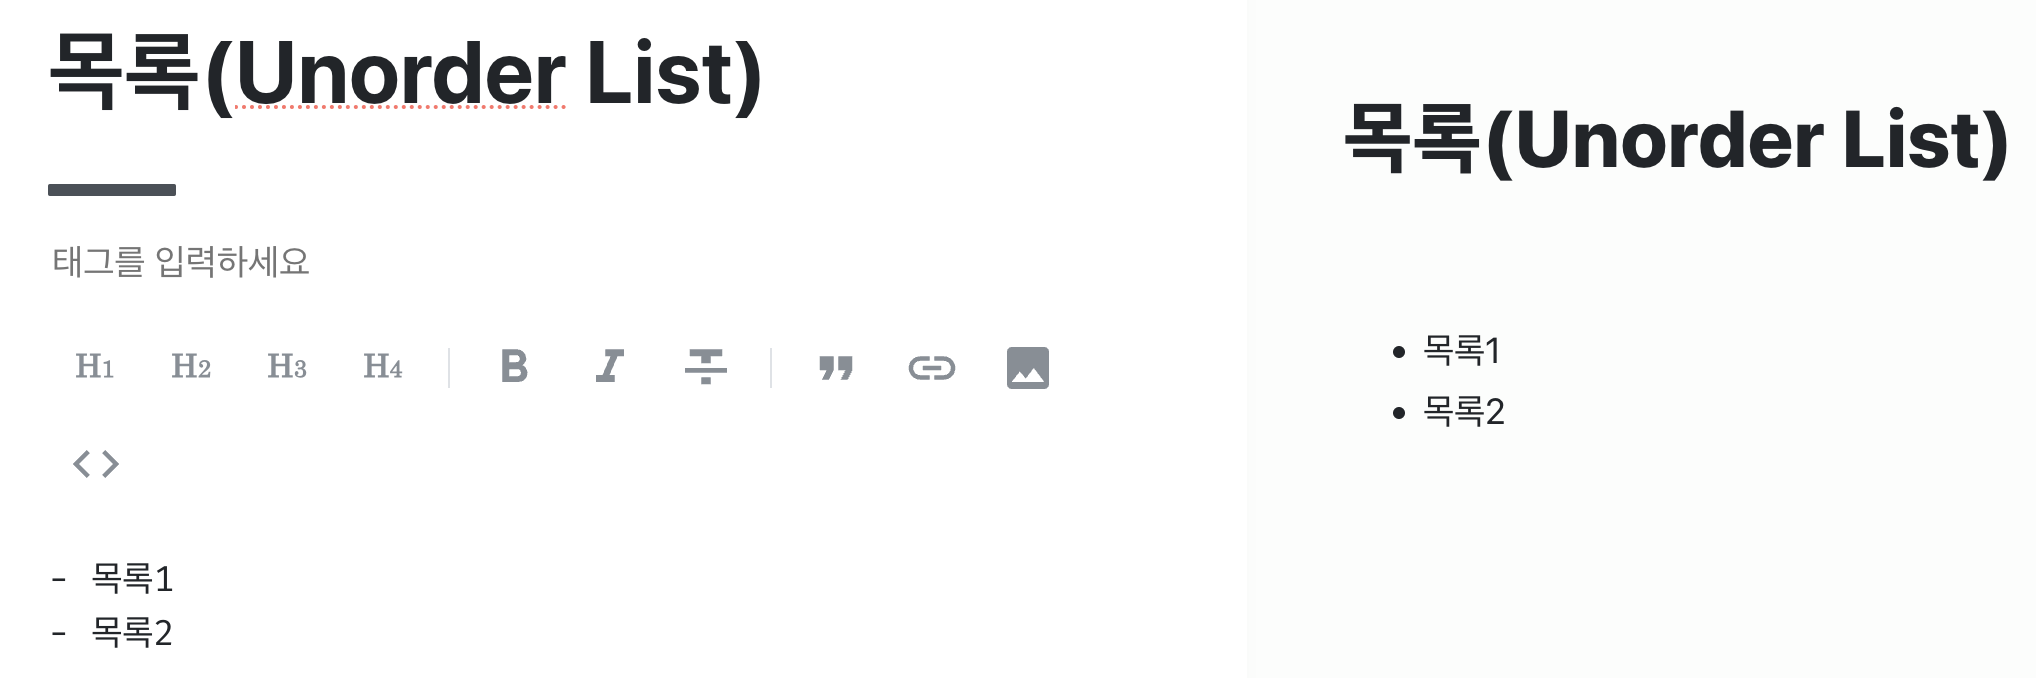 목록(Unorder List)
태그를 입력하세요
H1 H2 H3 H4 B I T
- 목록1
- 목록2
목록(Unorder List)
• 목록1
• 목록2